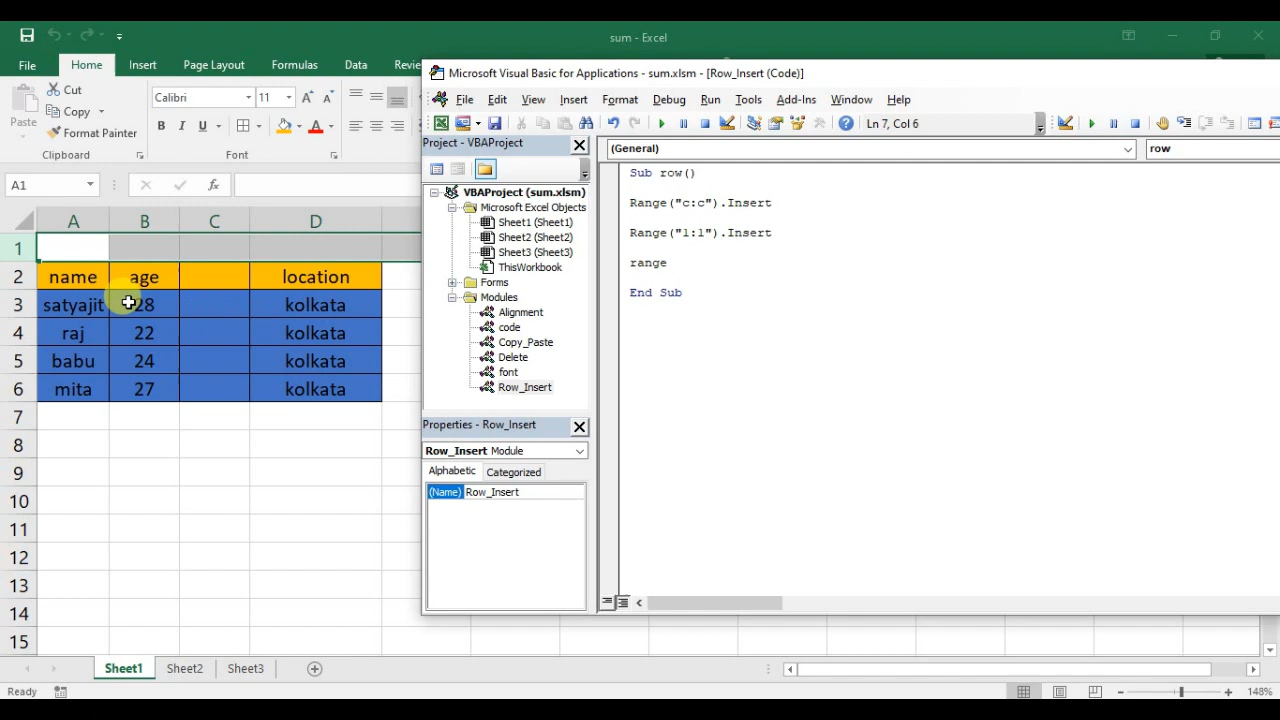 sum - Excel
File Home Insert Page Layout Formulas Data
Cut
Copy
Format Painter
Paste
Clipboard
Calibri 11
B I U
Font
A1
A B C D
1
2 name age location
3 satyajit 28 kolkata
4 raj 22 kolkata
5 babu 24 kolkata
6 mita 27 kolkata
7
8
9
10
11
12
13
14
15
Sheet1 Sheet2 Sheet3
Ready
148%
Microsoft Visual Basic for Applications - sum.xlsm - [Row_Insert (Code)]
File Edit View Insert Format Debug Run Tools Add-Ins Window Help
Ln 7, Col 6
Project - VBAProject
VBAProject (sum.xlsm)
Microsoft Excel Objects
Sheet1 (Sheet1)
Sheet2 (Sheet2)
Sheet3 (Sheet3)
ThisWorkbook
Forms
Modules
Alignment
code
Copy_Paste
Delete
font
Row_Insert
Properties - Row_Insert
Row_Insert Module
Alphabetic Categorized
(Name) Row_Insert
(General) row
Sub row()
Range("c:c").Insert
Range("1:1").Insert
range
End Sub